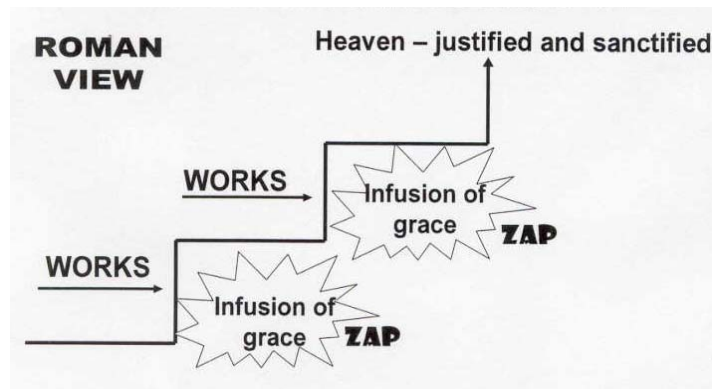 ROMAN
VIEW
Heaven – justified and sanctified
WORKS
Infusion of
grace
ZAP
WORKS
Infusion of
grace
ZAP